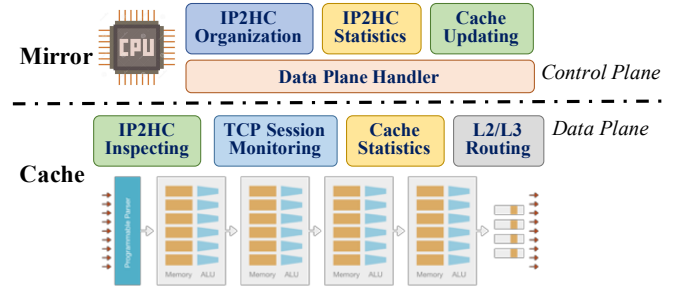 IP2HC
Organization
IP2HC
Statistics
Cache
Updating
Mirror
CPU
Data Plane Handler
Control Plane
IP2HC
Inspecting
TCP Session
Monitoring
Cache
Statistics
L2/L3
Routing
Data Plane
Cache
Programmable Parser
Memory ALU
Memory ALU
Memory ALU
Memory ALU